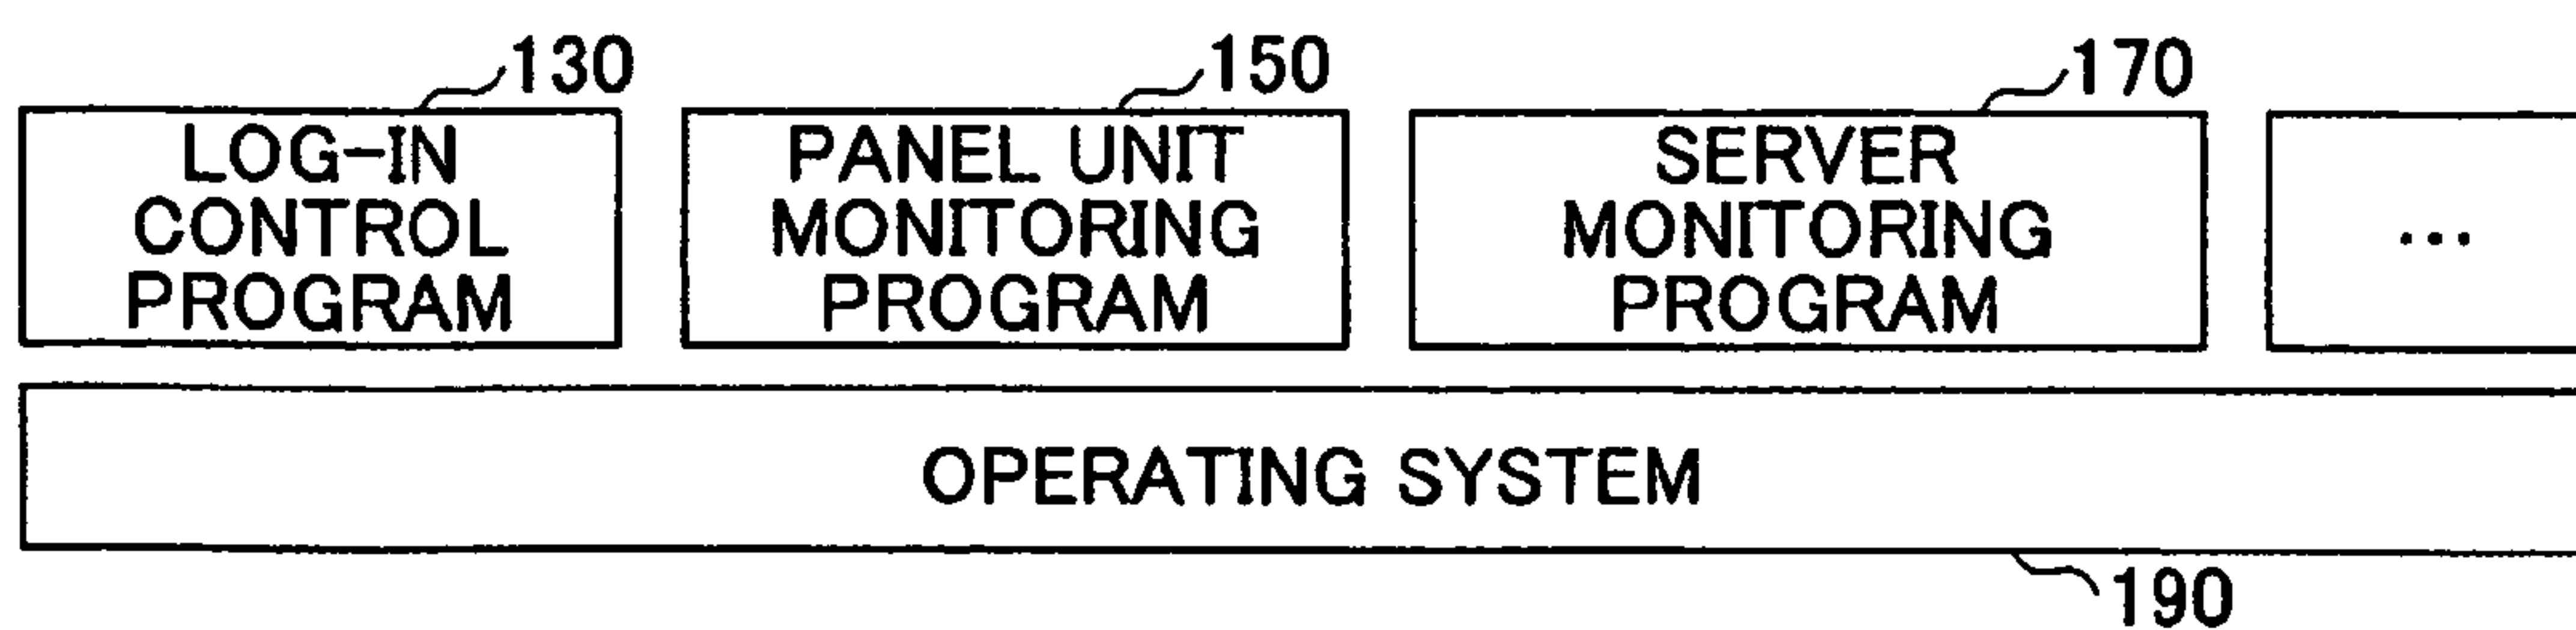 130
150
170
LOG-IN
CONTROL
PROGRAM
PANEL UNIT
MONITORING
PROGRAM
SERVER
MONITORING
PROGRAM
...
OPERATING SYSTEM
190